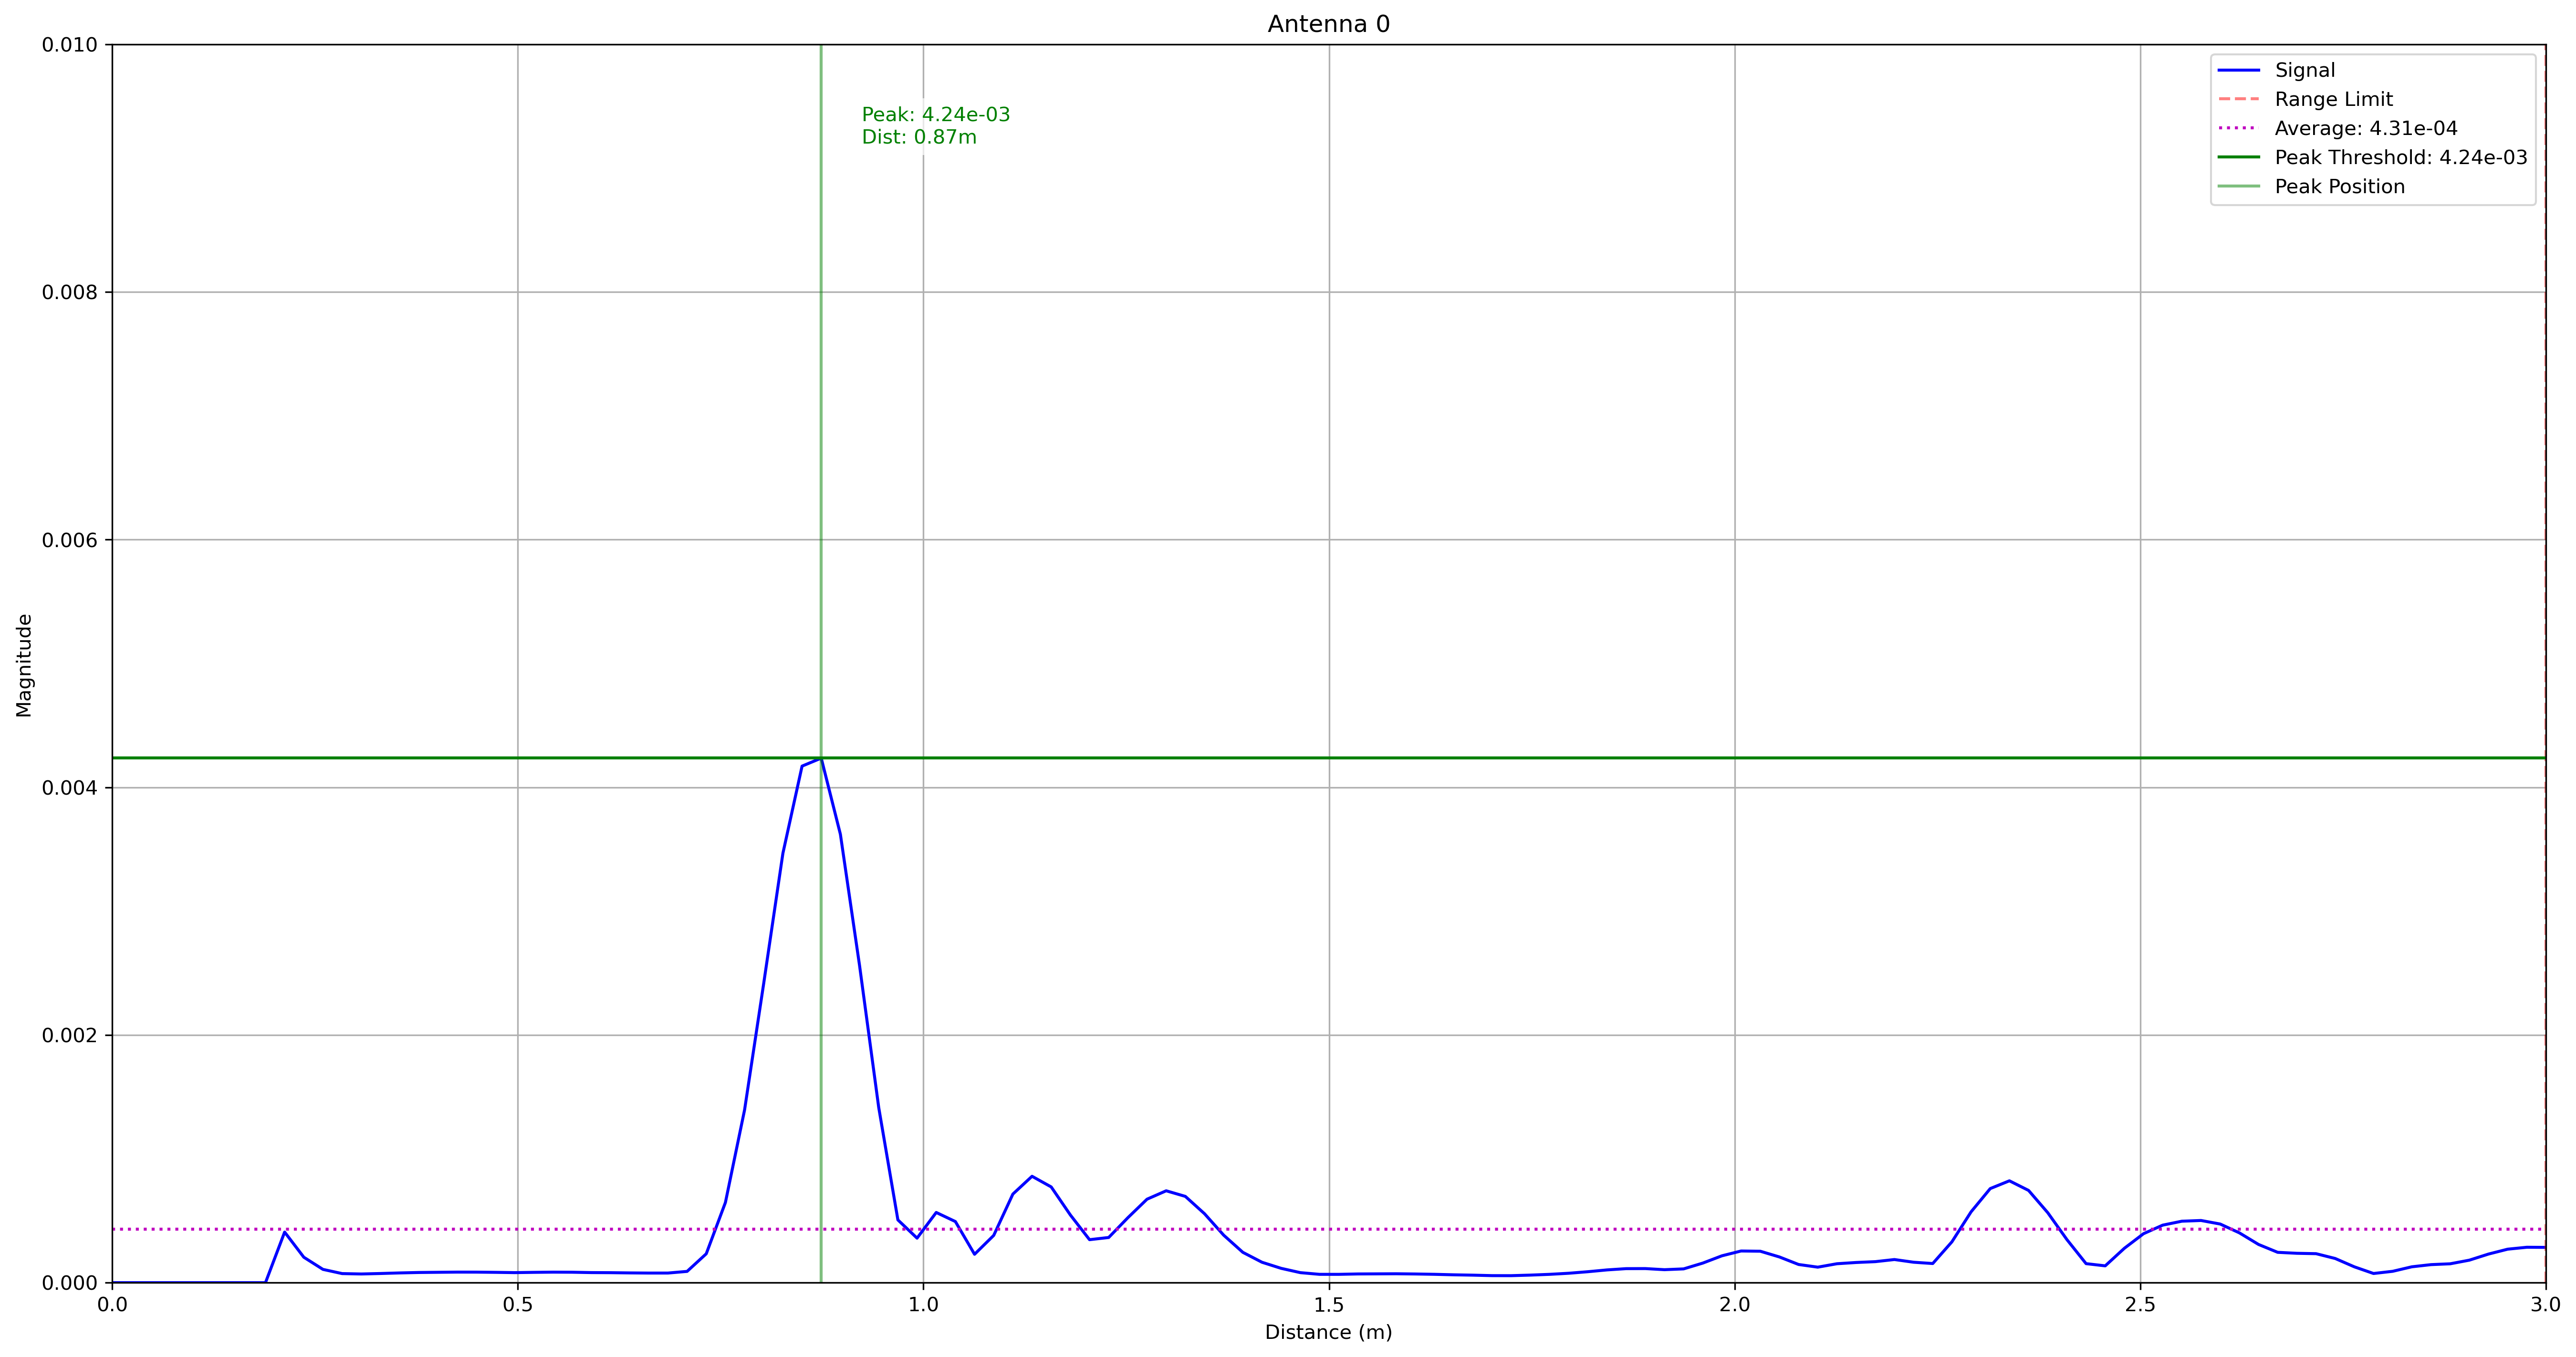 Antenna 0
0.010
0.008
0.006
0.004
0.002
0.000
Magnitude
Peak: 4.24e-03
Dist: 0.87m
Signal
Range Limit
Average: 4.31e-04
Peak Threshold: 4.24e-03
Peak Position
0.0
0.5
1.0
1.5
2.0
2.5
3.0
Distance (m)